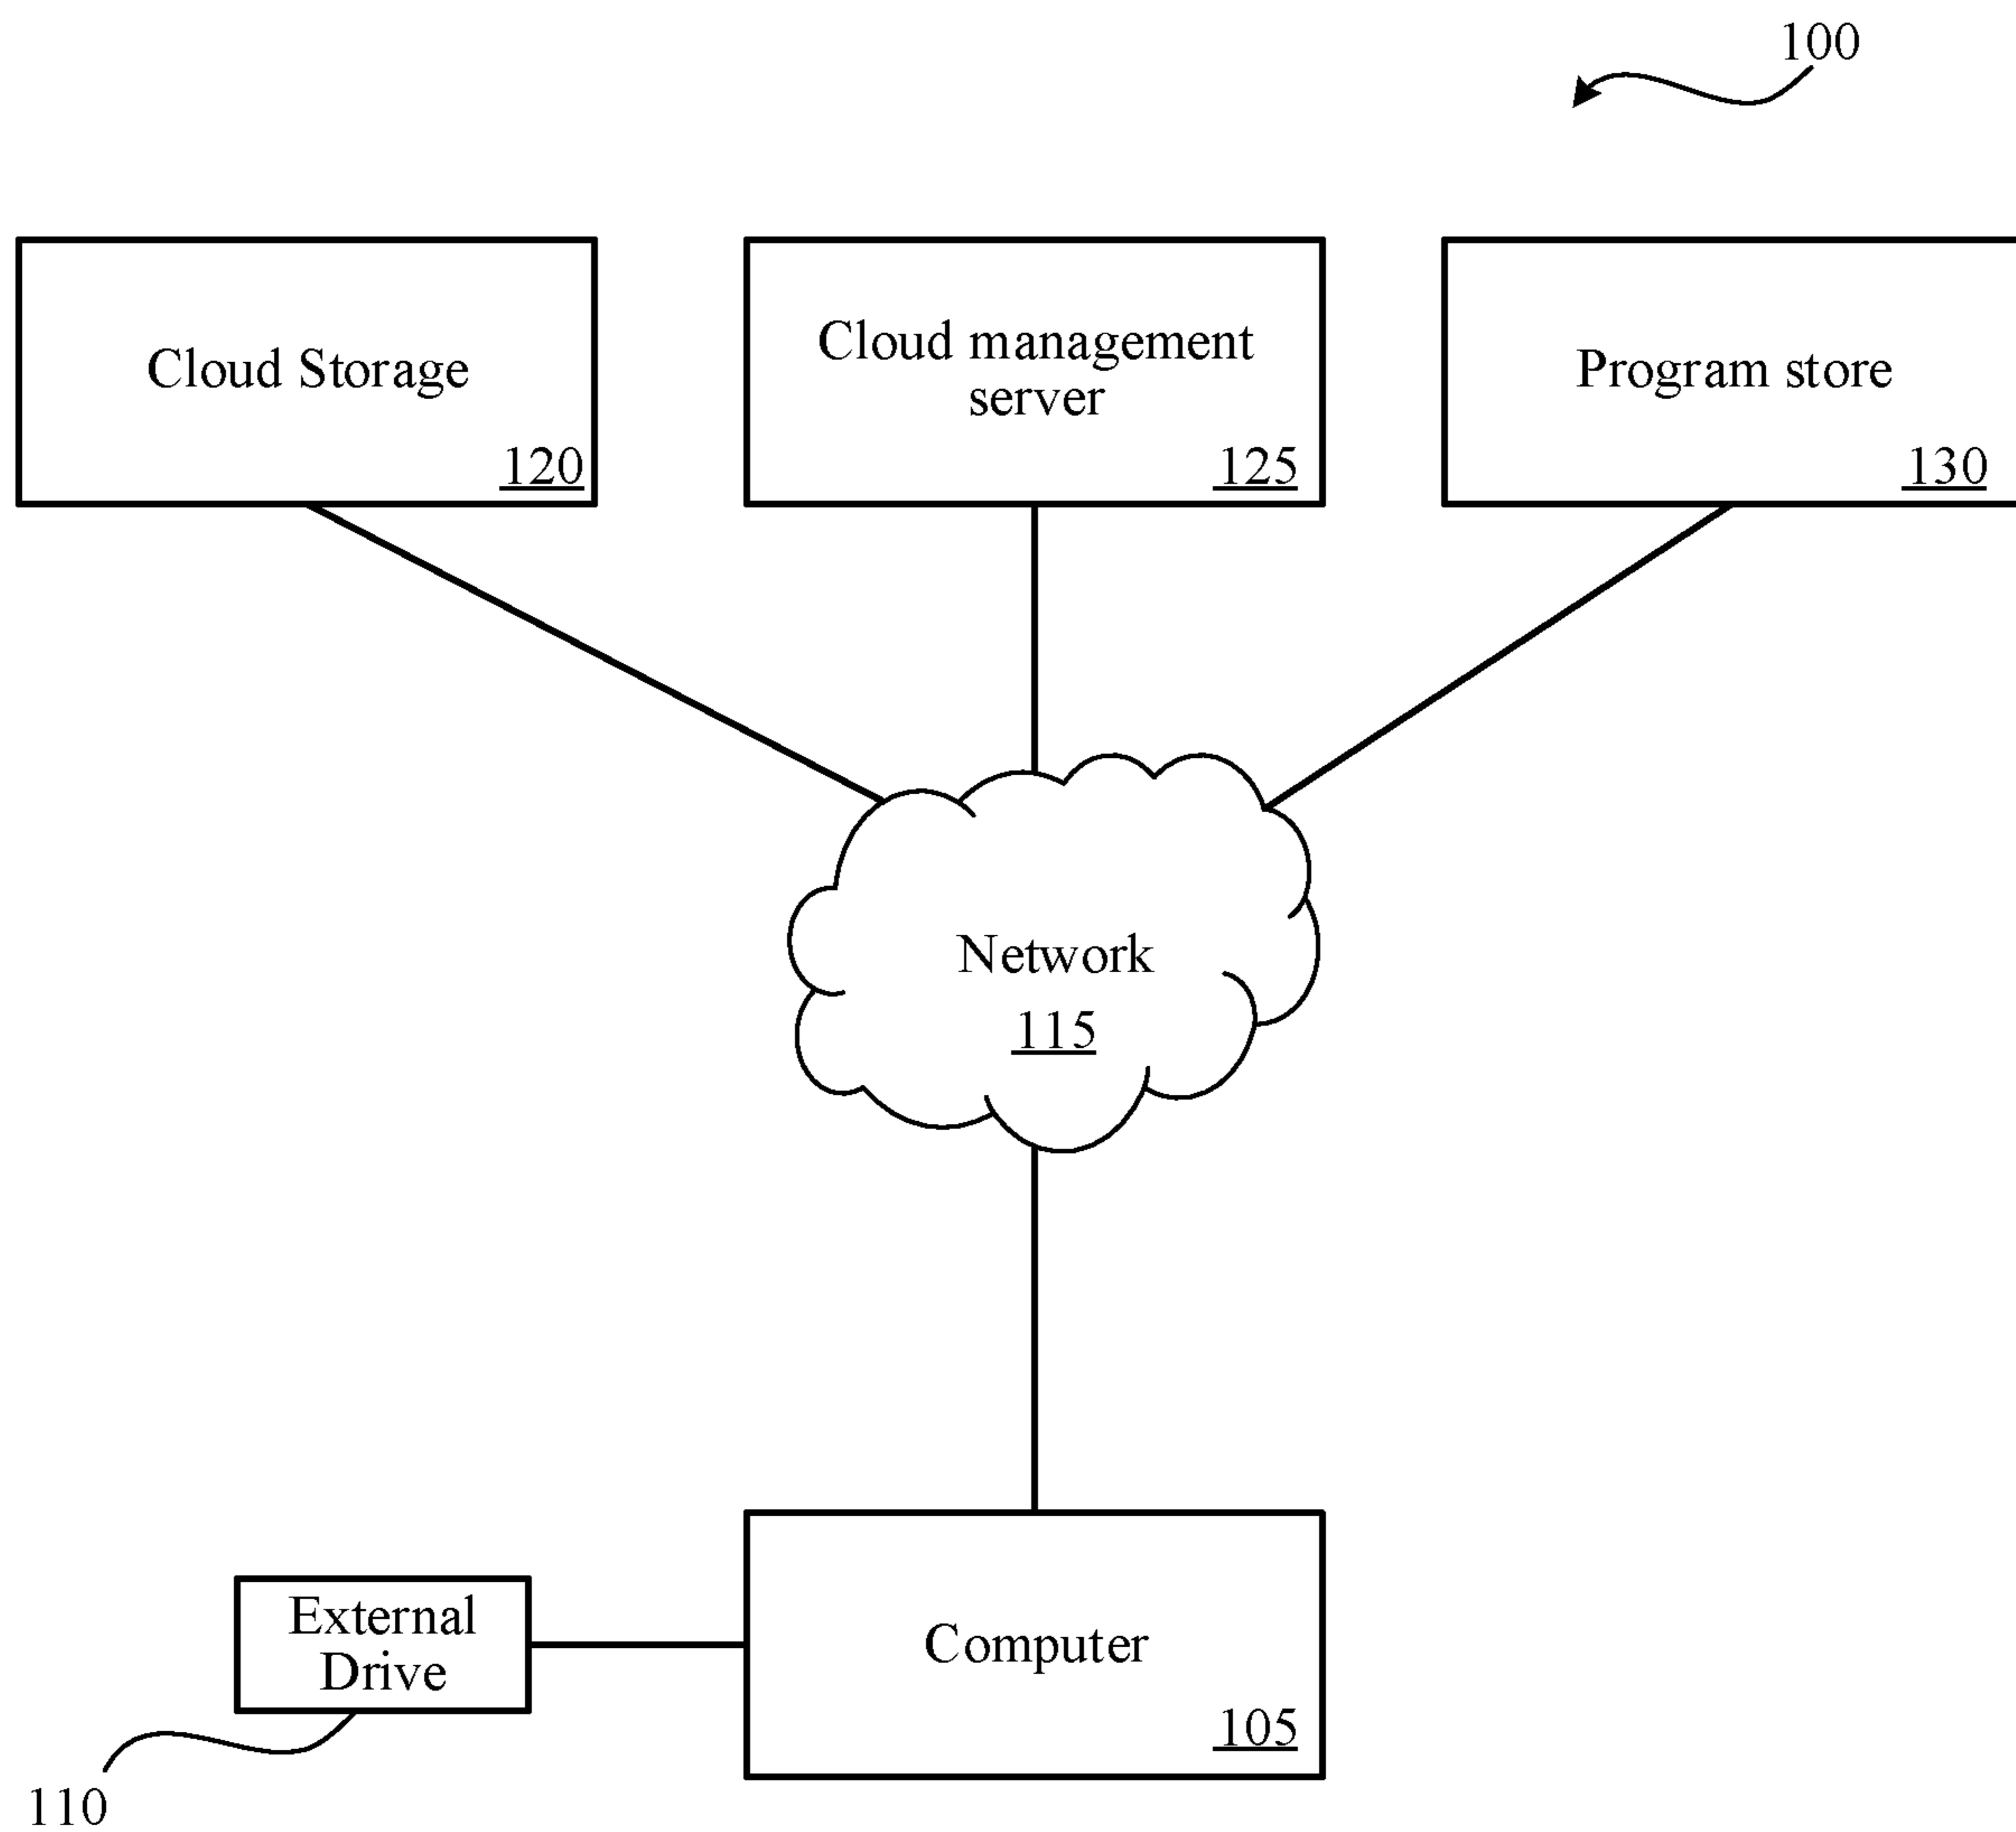 100
Cloud Storage
120
Cloud management
server
125
Program store
130
Network
115
External
Drive
110
Computer
105